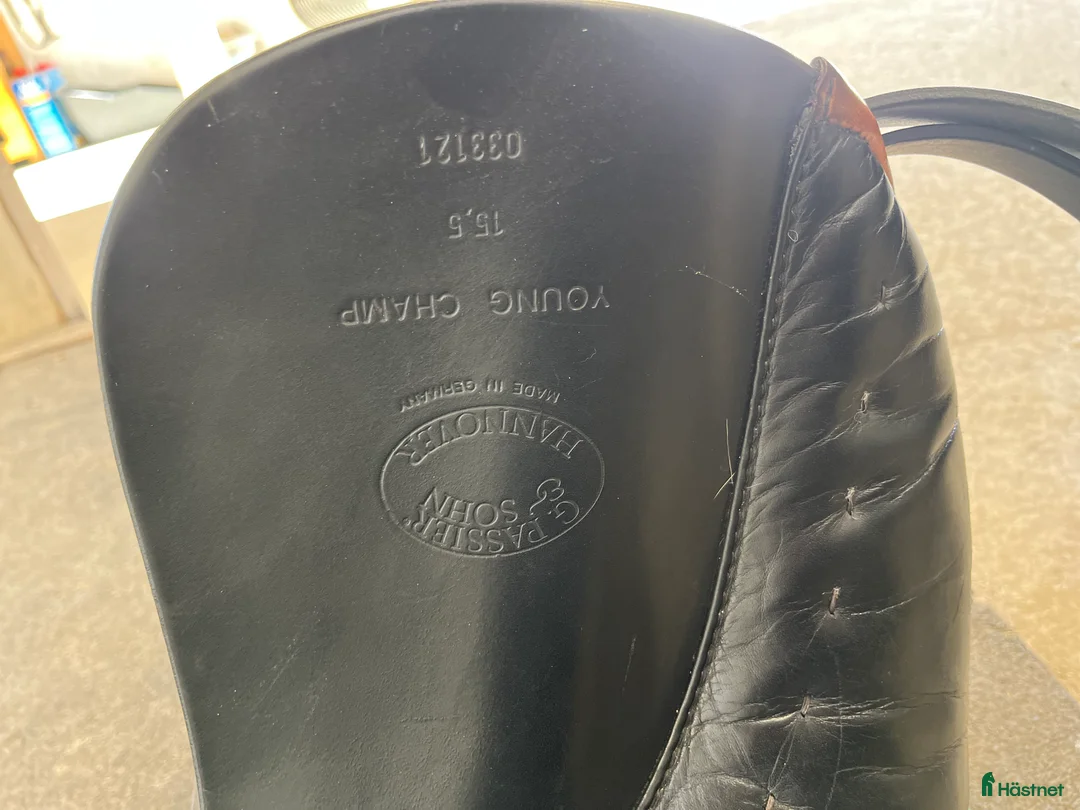 G. PASSIER
& SOHN
HANNOVER
MADE IN GERMANY
YOUNG CHAMP
15,5
033121
Hästnet